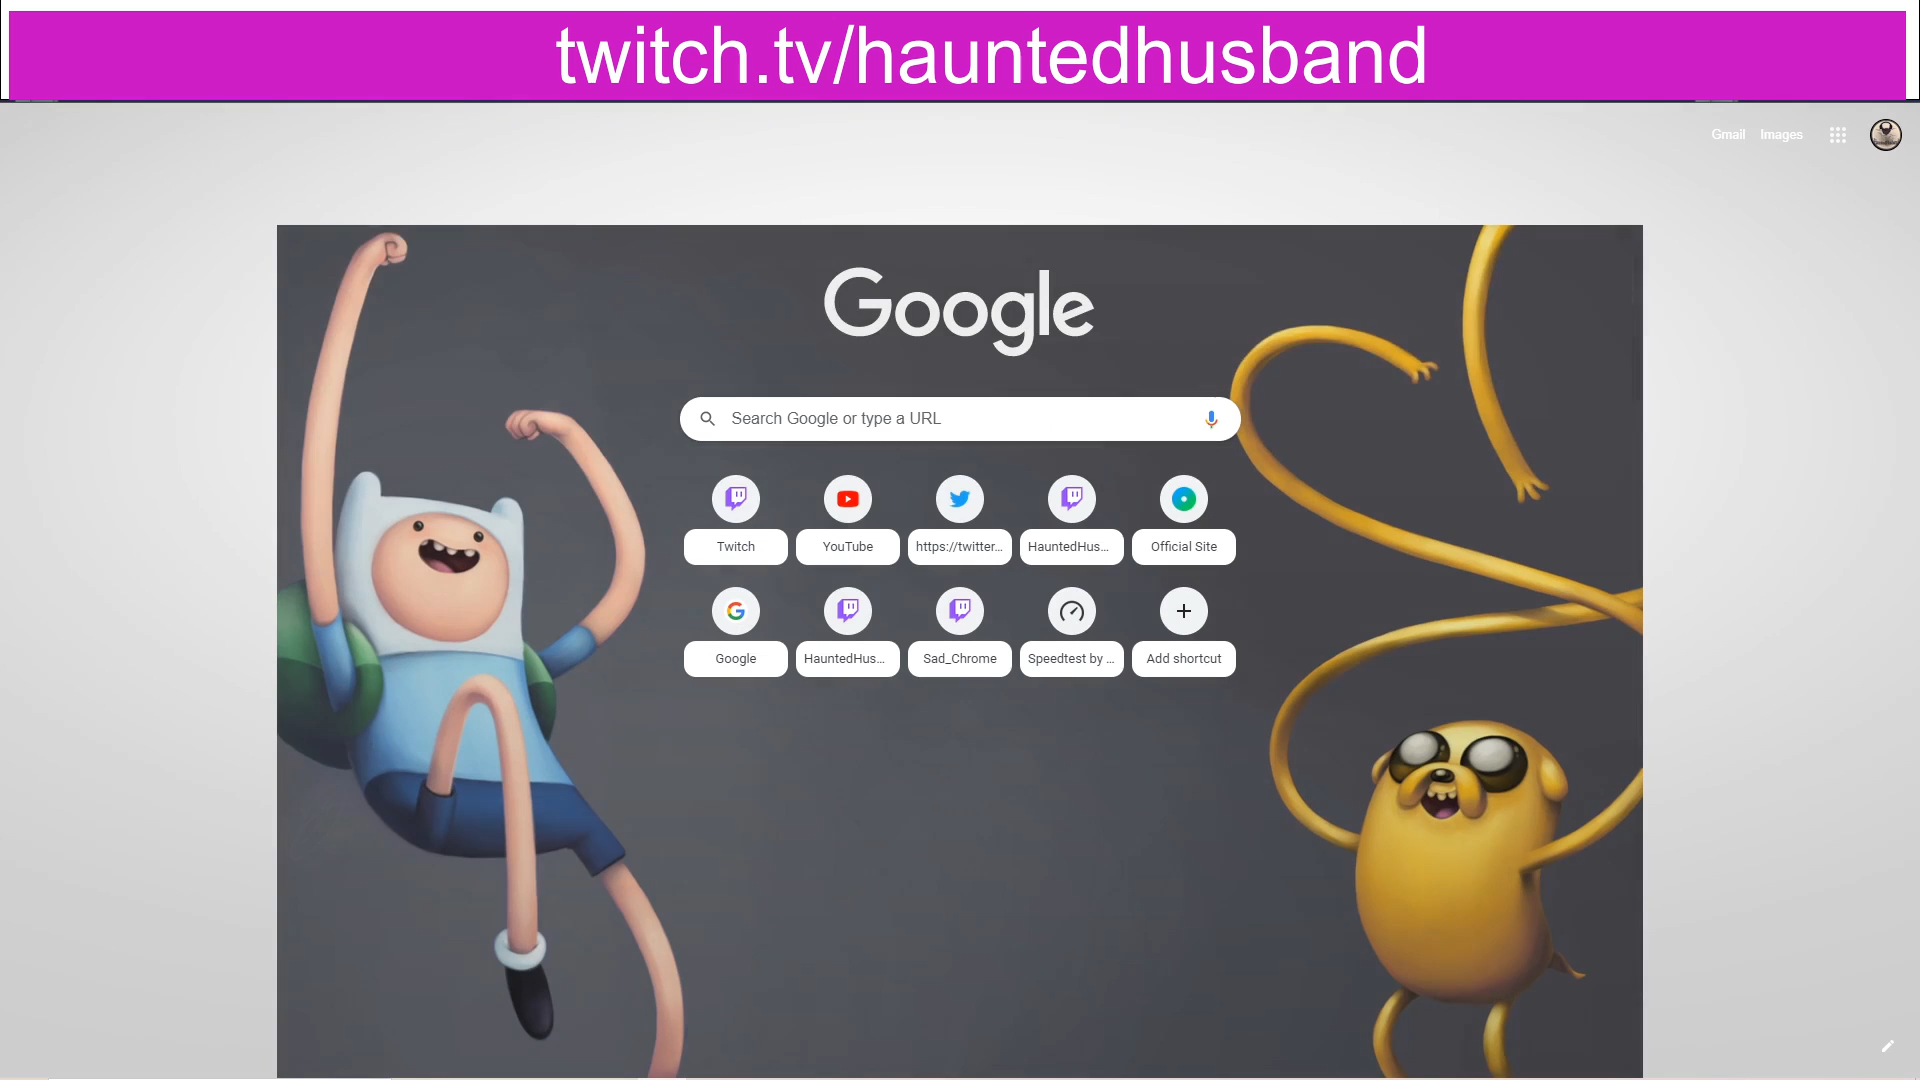 twitch.tv/hauntedhusband
Gmail Images
Google
Search Google or type a URL
Twitch YouTube https://twitter... HauntedHus... Official Site
Google HauntedHus... Sad_Chrome Speedtest by ... Add shortcut